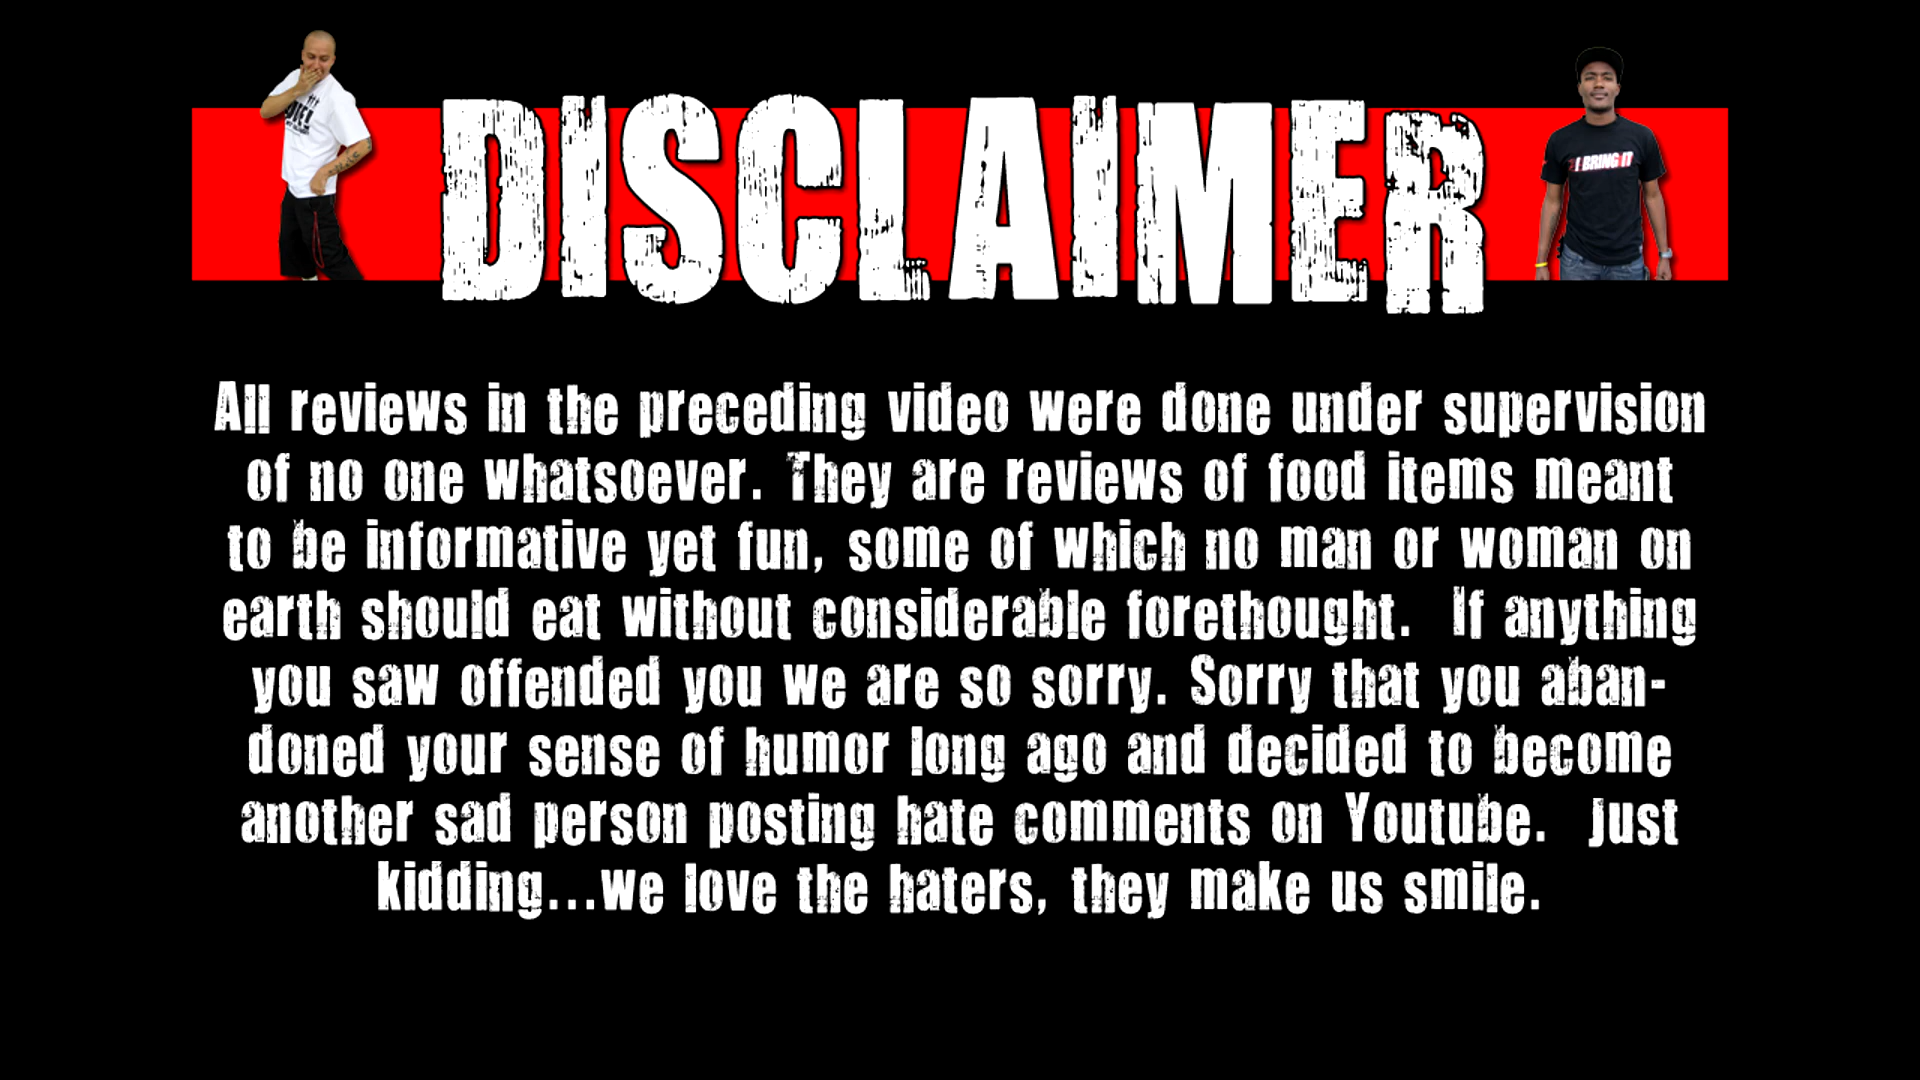 DISCLAIMER
I BRING IT
All reviews in the preceding video were done under supervision
of no one whatsoever. They are reviews of food items meant
to be informative yet fun, some of which no man or woman on
earth should eat without considerable forethought. If anything
you saw offended you we are so sorry. Sorry that you aban-
doned your sense of humor long ago and decided to become
another sad person posting hate comments on Youtube. Just
kidding...we love the haters, they make us smile.